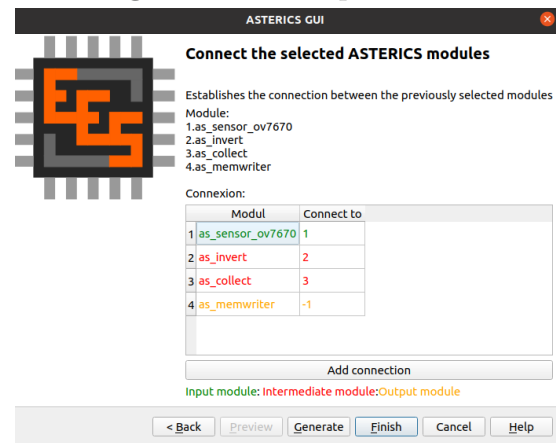 ASTERICS GUI
Connect the selected ASTERICS modules
Establishes the connection between the previously selected modules
Module:
1.as_sensor_ov7670
2.as_invert
3.as_collect
4.as_memwriter
Connexion:
Modul Connect to
1 as_sensor_ov7670 1
2 as_invert 2
3 as_collect 3
4 as_memwriter -1
Add connection
Input module: Intermediate module:Output module
< Back Preview Generate Finish Cancel Help